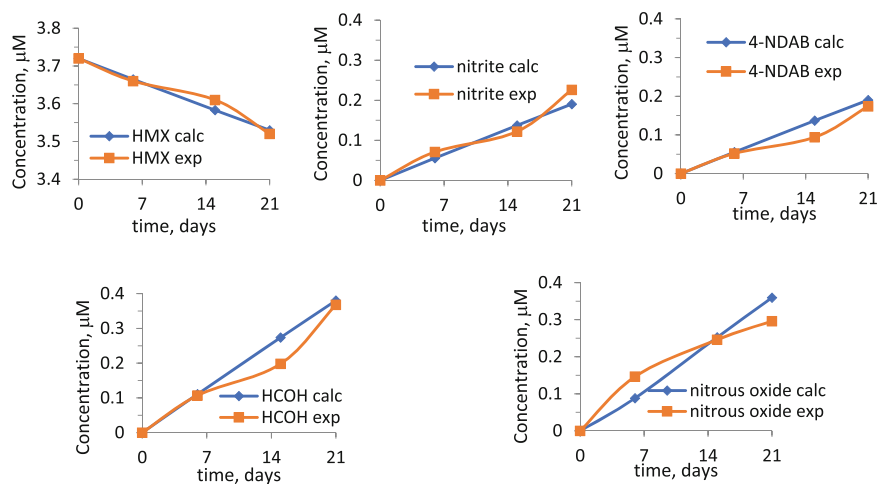 Concentration, µM
3.8
3.7
3.6
3.5
3.4
HMX calc
HMX exp
0 7 14 21
time, days
Concentration, µM
0.4
0.3
0.2
0.1
0
nitrite calc
nitrite exp
0 7 14 21
time, days
Concentration, µM
0.4
0.3
0.2
0.1
0
4-NDAB calc
4-NDAB exp
0 7 14 21
time, days
Concentration, µM
0.4
0.3
0.2
0.1
0
HCOH calc
HCOH exp
0 7 14 21
time, days
Concentration, µM
0.4
0.3
0.2
0.1
0
nitrous oxide calc
nitrous oxide exp
0 7 14 21
time, days